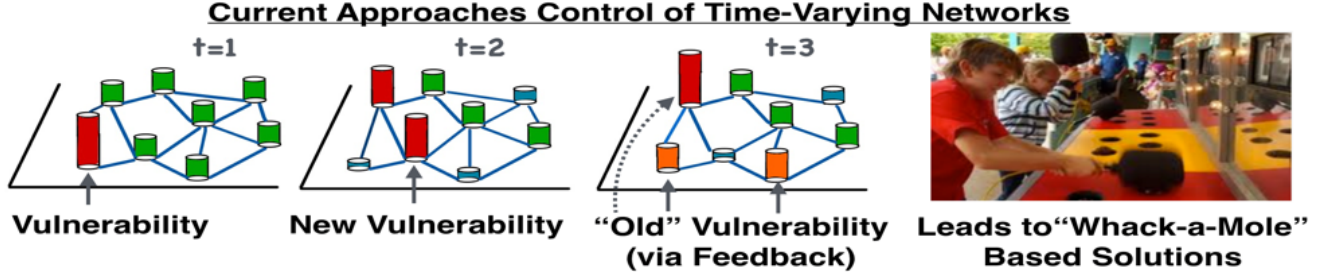 Current Approaches Control of Time-Varying Networks
t=1
t=2
t=3
Vulnerability
New Vulnerability
“Old” Vulnerability
(via Feedback)
Leads to“Whack-a-Mole”
Based Solutions